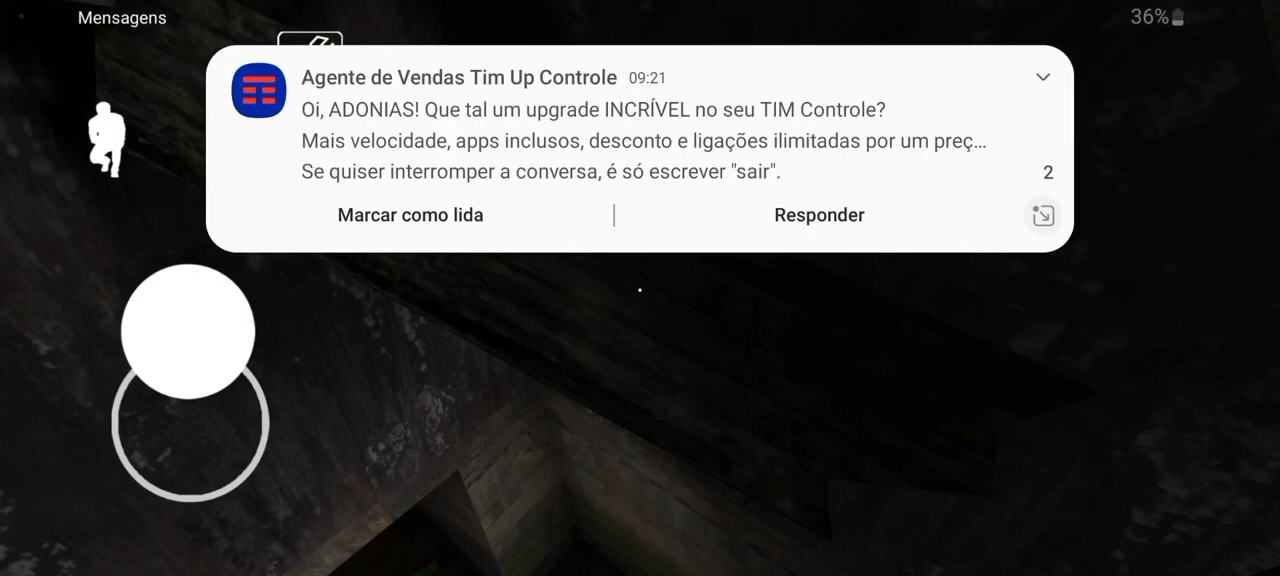 Mensagens
36%
Agente de Vendas Tim Up Controle 09:21
Oi, ADONIAS! Que tal um upgrade INCRÍVEL no seu TIM Controle?
Mais velocidade, apps inclusos, desconto e ligações ilimitadas por um preç...
Se quiser interromper a conversa, é só escrever "sair".
2
Marcar como lida | Responder